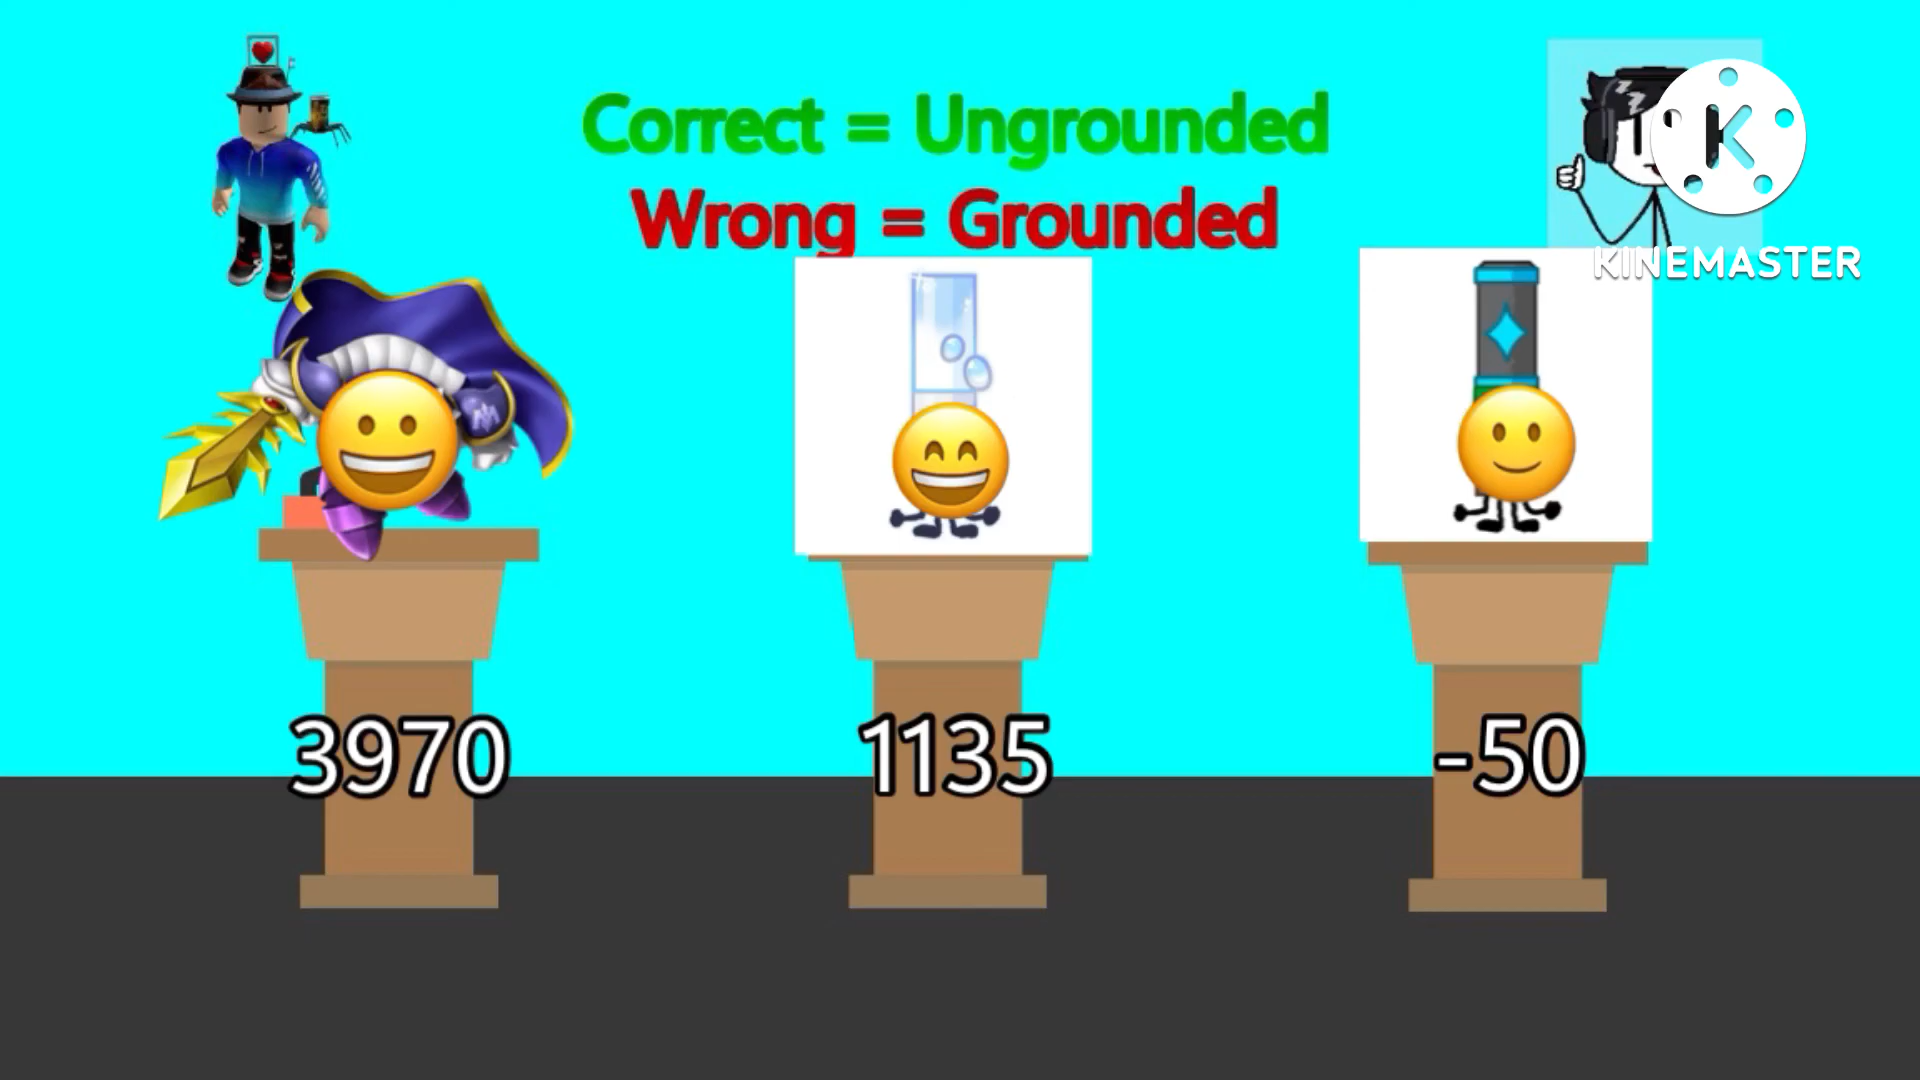 Correct = Ungrounded
Wrong = Grounded
KINEMASTER
3970
1135
-50